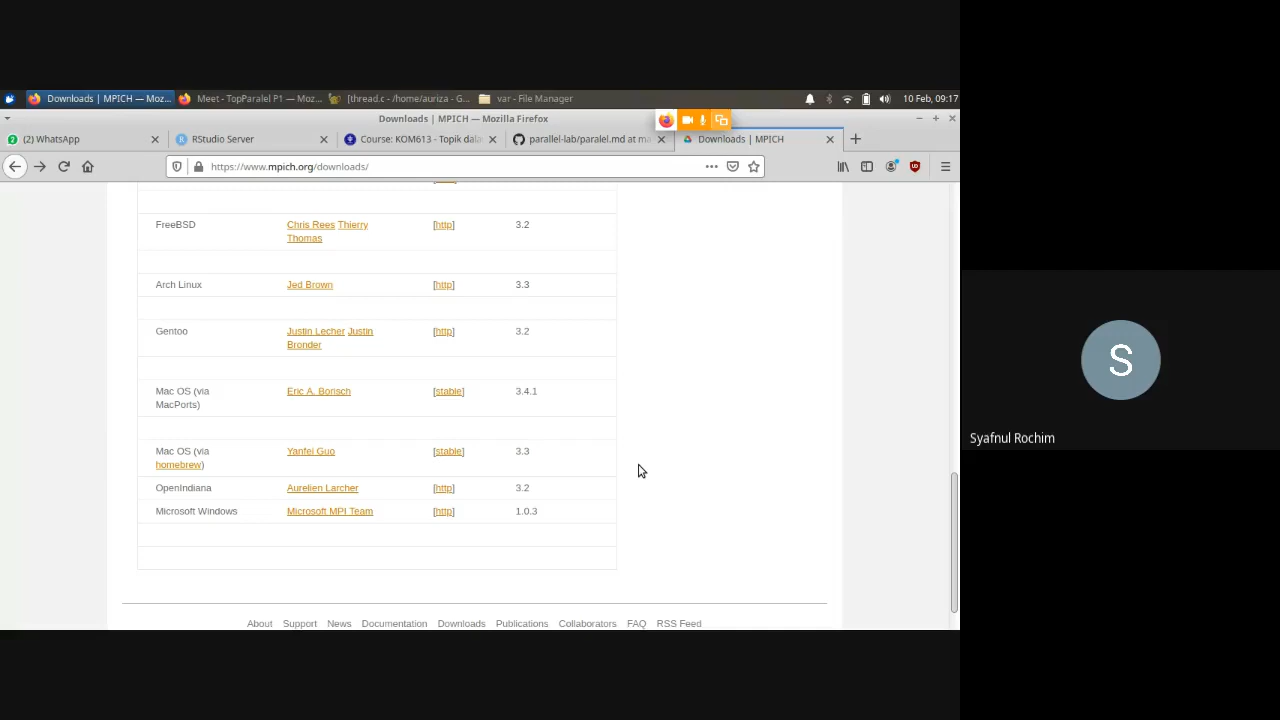 Downloads | MPICH — Moz...
Meet - TopParalel P1 — Moz...
[thread.c - /home/auriza - G...
var - File Manager
10 Feb, 09:17
Downloads | MPICH — Mozilla Firefox
(2) WhatsApp
RStudio Server
Course: KOM613 - Topik dala
parallel-lab/paralel.md at ma
Downloads | MPICH
https://www.mpich.org/downloads/
FreeBSD
Chris Rees Thierry
Thomas
[http]
3.2
Arch Linux
Jed Brown
[http]
3.3
Gentoo
Justin Lecher Justin
Bronder
[http]
3.2
Mac OS (via
MacPorts)
Eric A. Borisch
[stable]
3.4.1
Mac OS (via
homebrew)
Yanfei Guo
[stable]
3.3
OpenIndiana
Aurelien Larcher
[http]
3.2
Microsoft Windows
Microsoft MPI Team
[http]
1.0.3
About Support News Documentation Downloads Publications Collaborators FAQ RSS Feed
S
Syafnul Rochim